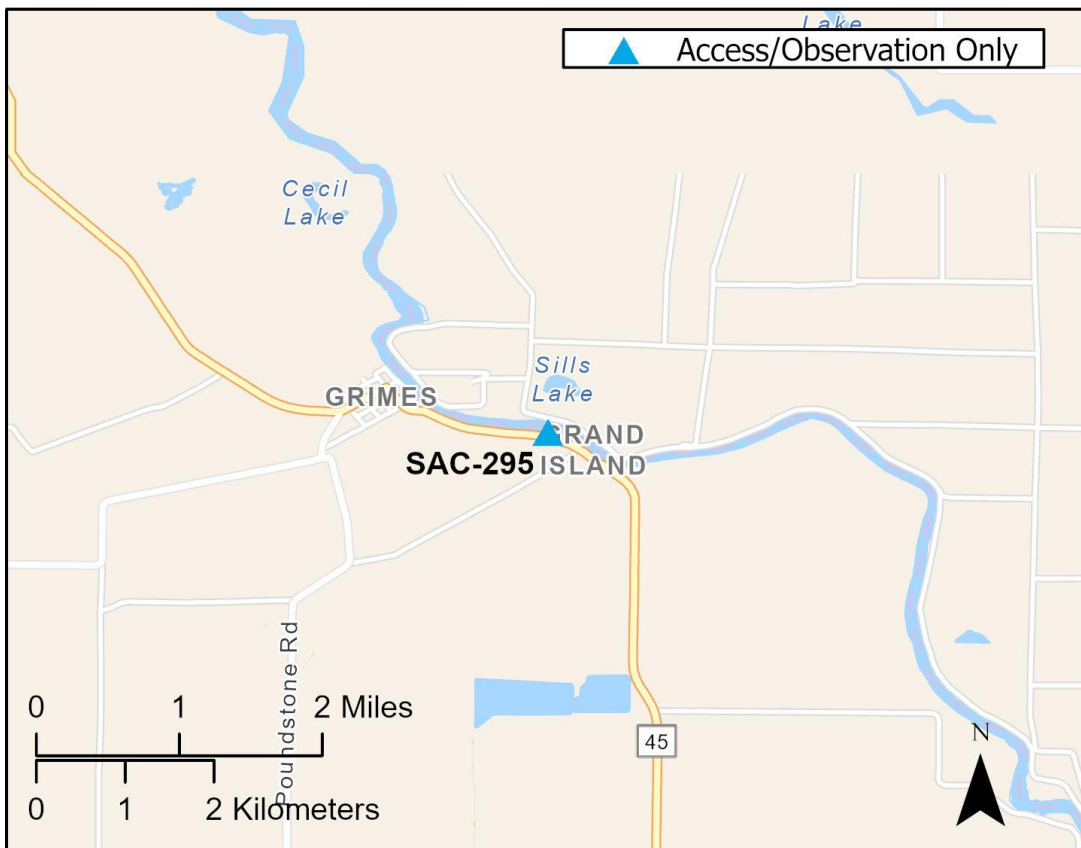 Lake
Access/Observation Only
Cecil
Lake
Sills
Lake
GRIMES
GRAND
SAC-295 ISLAND
Poundstone Rd
0 1 2 Miles
0 1 2 Kilometers
45
N